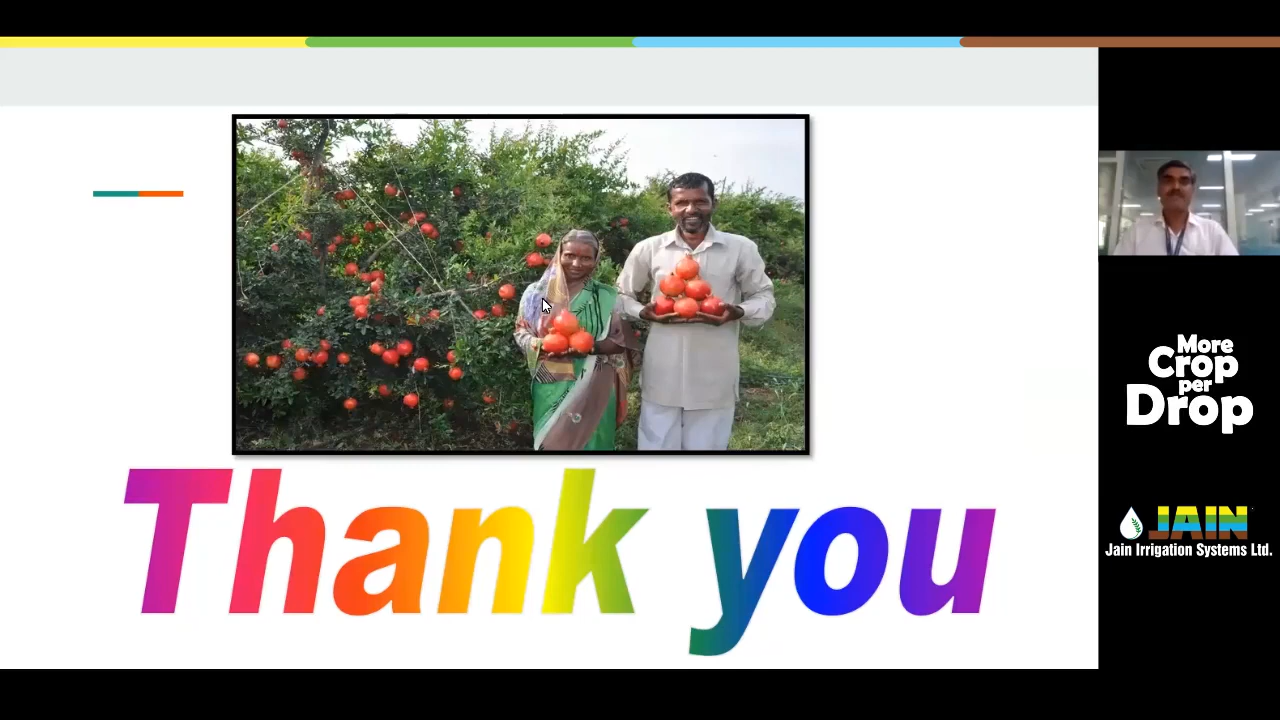 Thank you
More
Crop
per
Drop
JAIN
Jain Irrigation Systems Ltd.